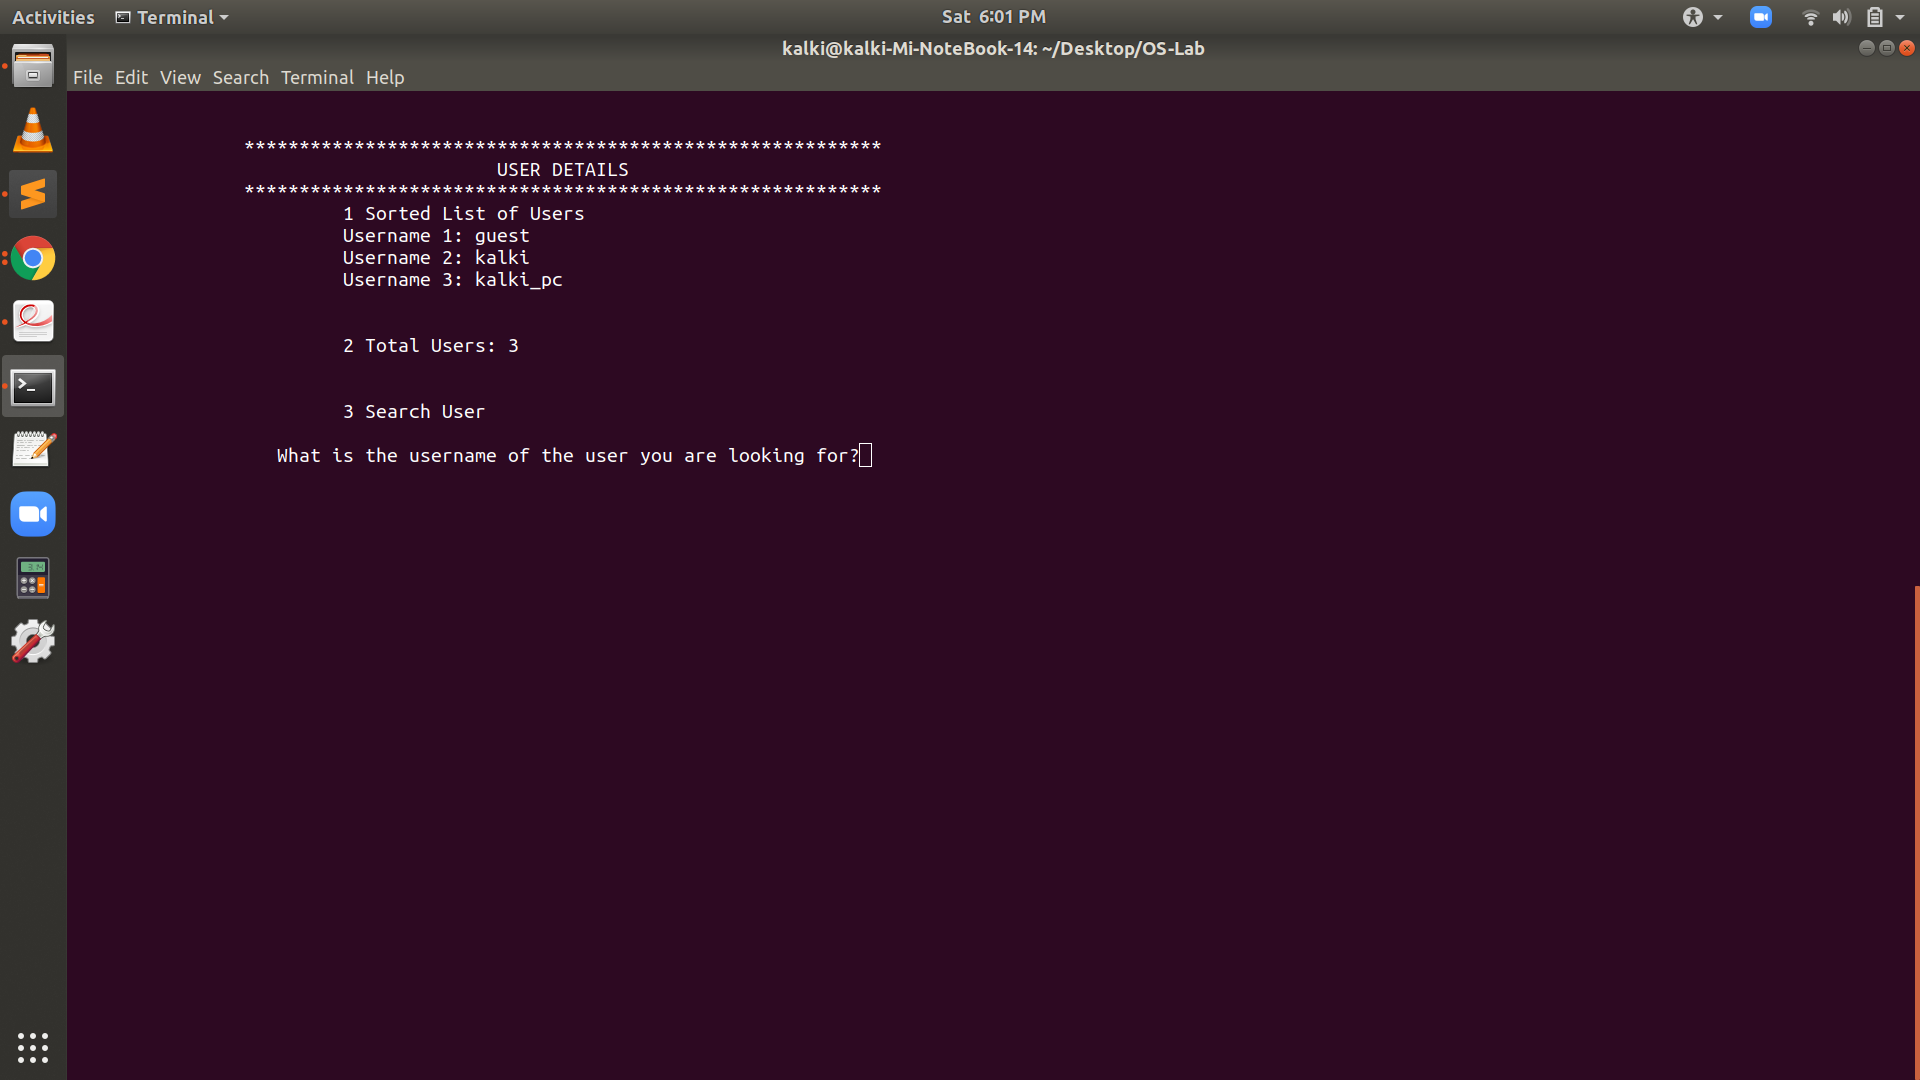 Activities Terminal Sat 6:01 PM
kalki@kalki-Mi-NoteBook-14: ~/Desktop/OS-Lab
File Edit View Search Terminal Help
**********************************************************
USER DETAILS
**********************************************************
1 Sorted List of Users
Username 1: guest
Username 2: kalki
Username 3: kalki_pc
2 Total Users: 3
3 Search User
What is the username of the user you are looking for?